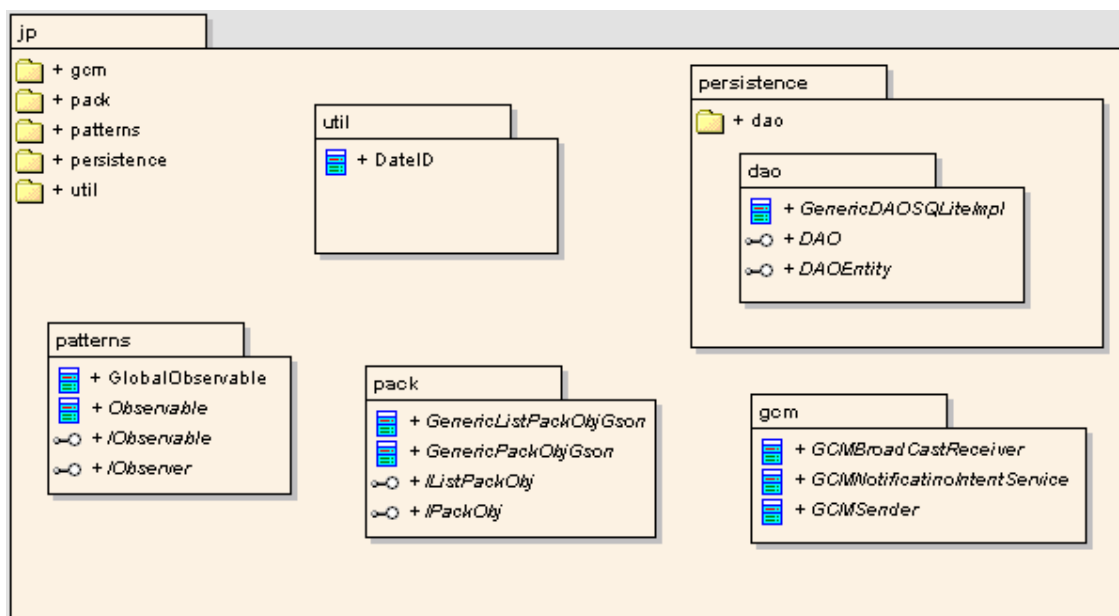 jp
+ gcm
+ pack
+ patterns
+ persistence
+ util
util
+ DateID
persistence
+ dao
dao
+ GenericDAOSQLiteImpl
+ DAO
+ DAOEntity
patterns
+ GlobalObservable
+ Observable
+ IObservable
+ IObserver
pack
+ GenericListPackObjGson
+ GenericPackObjGson
+ IListPackObj
+ IPackObj
gcm
+ GCMBroadCastReceiver
+ GCMNotificatinoIntentService
+ GCMSender